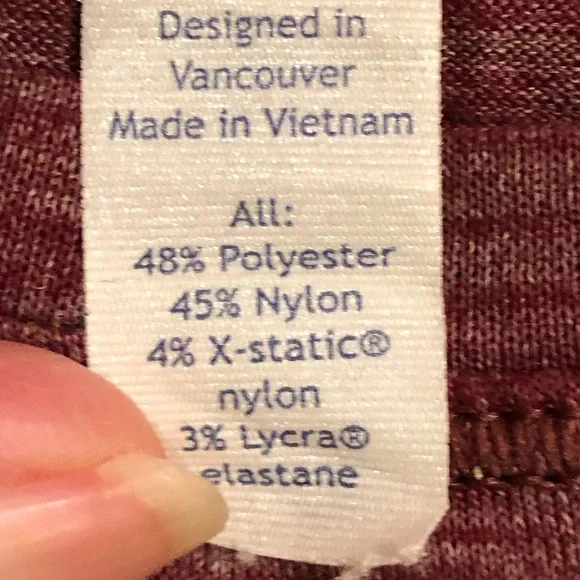 Designed in
Vancouver
Made in Vietnam
All:
48% Polyester
45% Nylon
4% X-static®
nylon
3% Lycra®
elastane